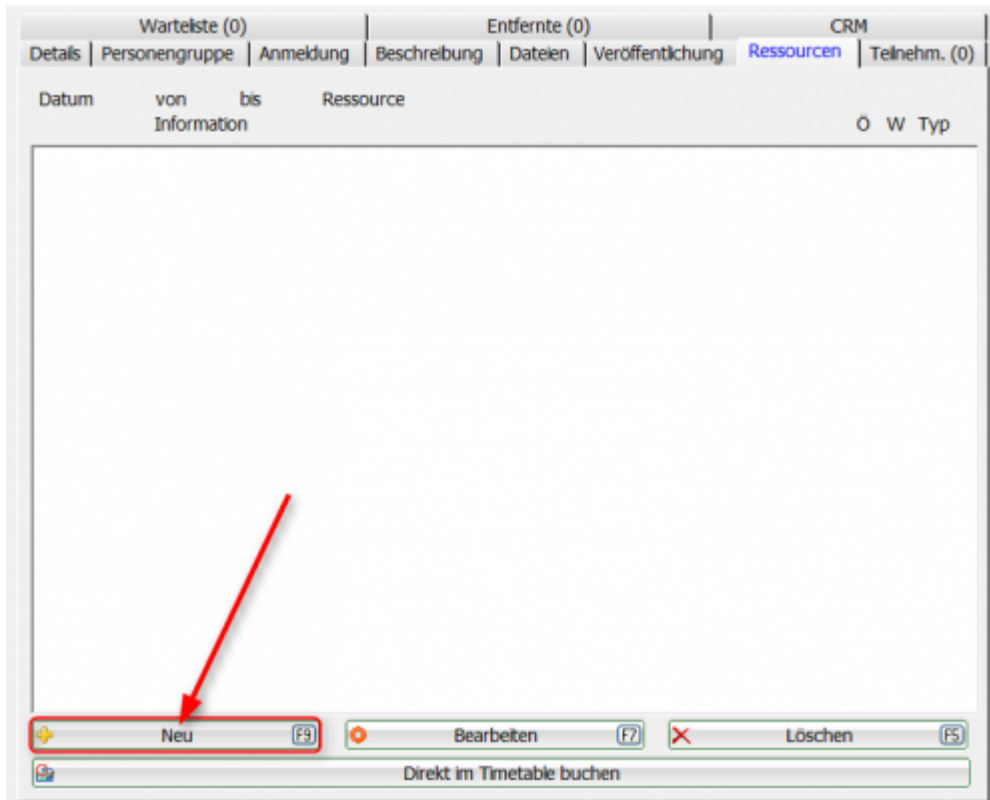 Warteliste (0) Entfernte (0) CRM
Details Personengruppe Anmeldung Beschreibung Dateien Veröffentlichung Ressourcen Teilnehm. (0)
Datum von bis Ressource
Information Ö W Typ
Neu F9 Bearbeiten F7 Löschen F5
Direkt im Timetable buchen